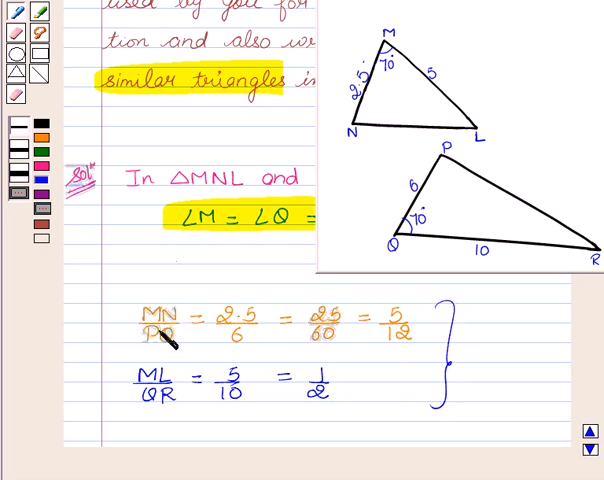 used by you for
tion and also wr
similar triangles i
M
70°
2.5
5
N
L
Sol^n
In △MNL and
P
6
∠M = ∠Q =
70°
Q
10
R
MN/PQ = 2.5/6 = 25/60 = 5/12
ML/QR = 5/10 = 1/2